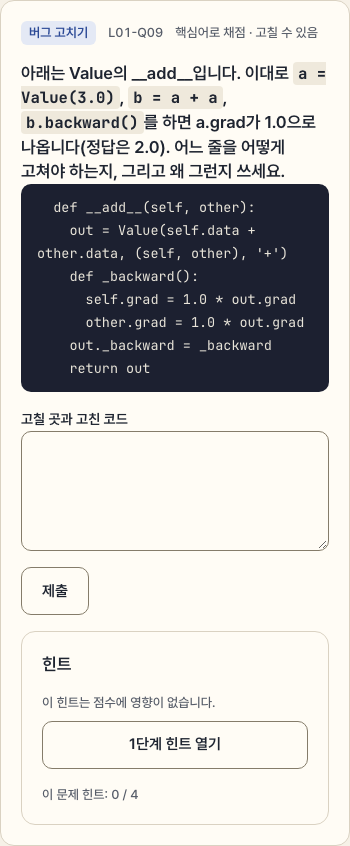 버그 고치기 L01-Q09 핵심어로 채점 · 고칠 수 있음
아래는 Value의 __add__입니다. 이대로 a =
Value(3.0), b = a + a,
b.backward()를 하면 a.grad가 1.0으로
나옵니다(정답은 2.0). 어느 줄을 어떻게
고쳐야 하는지, 그리고 왜 그런지 쓰세요.
def __add__(self, other):
out = Value(self.data +
other.data, (self, other), '+')
def _backward():
self.grad = 1.0 * out.grad
other.grad = 1.0 * out.grad
out._backward = _backward
return out
고칠 곳과 고친 코드
제출
힌트
이 힌트는 점수에 영향이 없습니다.
1단계 힌트 열기
이 문제 힌트: 0 / 4